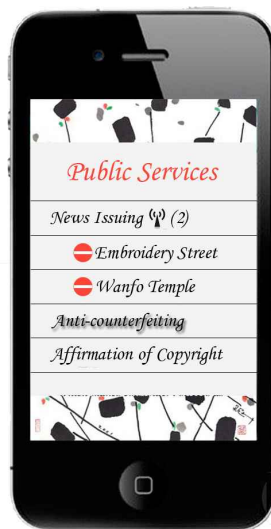 Public Services
News Issuing (2)
Embroidery Street
Wanfo Temple
Anti-counterfeiting
Affirmation of Copyright